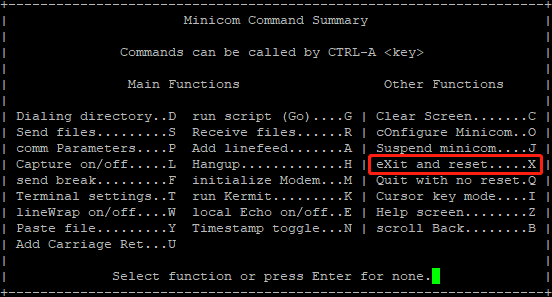 Minicom Command Summary
Commands can be called by CTRL-A <key>
Main Functions Other Functions
Dialing directory..D run script (Go)....G | Clear Screen.......C
Send files.........S Receive files......R | cOnfigure Minicom..O
comm Parameters....P Add linefeed.......A | Suspend minicom....J
Capture on/off.....L Hangup.............H | eXit and reset.....X
send break.........F initialize Modem...M | Quit with no reset.Q
Terminal settings..T run Kermit.........K | Cursor key mode....I
lineWrap on/off....W local Echo on/off..E | Help screen........Z
Paste file.........Y Timestamp toggle...N | scroll Back........B
Add Carriage Ret...U
Select function or press Enter for none.